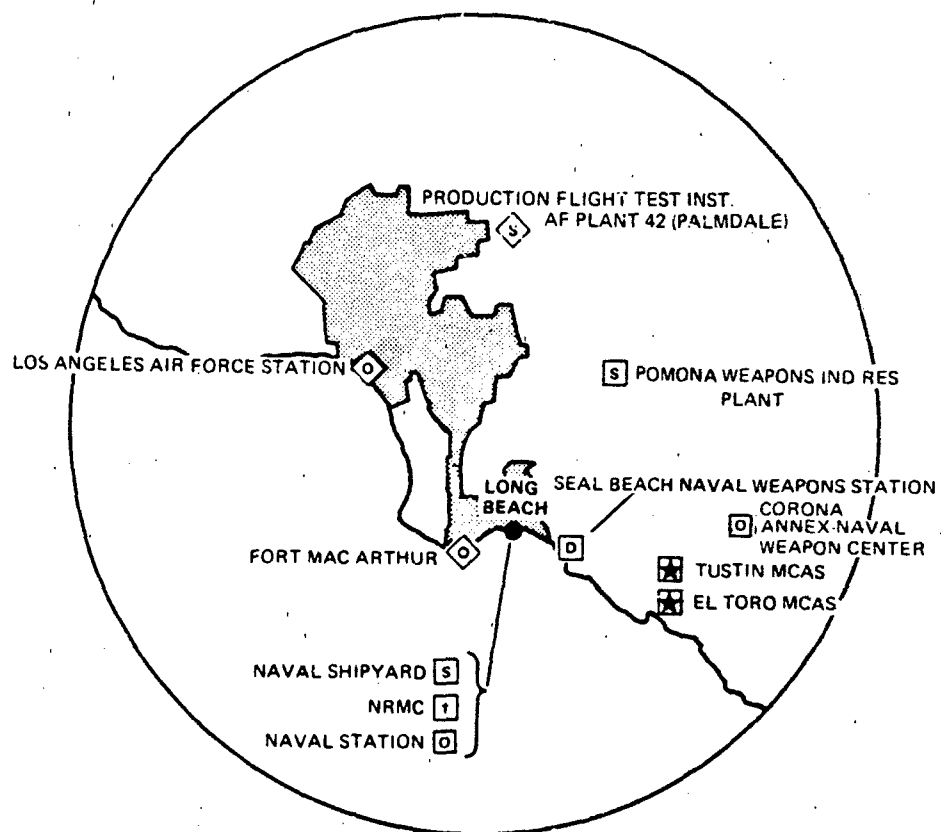 PRODUCTION FLIGHT TEST INST.
AF PLANT 42 (PALMDALE)
S
LOS ANGELES AIR FORCE STATION O
S POMONA WEAPONS IND RES
PLANT
LONG
BEACH
SEAL BEACH NAVAL WEAPONS STATION
CORONA
O ANNEX-NAVAL
WEAPON CENTER
FORT MAC ARTHUR O
D
TUSTIN MCAS
EL TORO MCAS
NAVAL SHIPYARD S
NRMC †
NAVAL STATION O